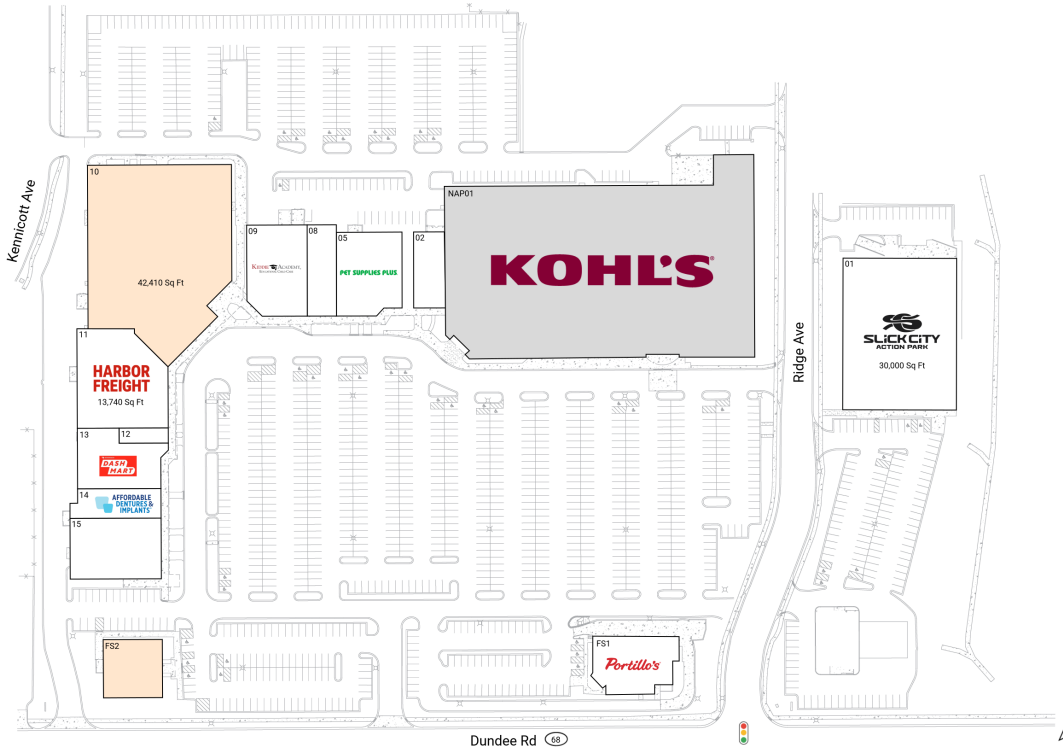 Kennicott Ave
10
42,410 Sq Ft
09
KIDDIE ACADEMY
08
05
PET SUPPLIES PLUS
02
NAP01
KOHL'S
Ridge Ave
01
SLiCK CiTY
ACTION PARK
30,000 Sq Ft
11
HARBOR
FREIGHT
13,740 Sq Ft
13
12
DASH
MART
14
AFFORDABLE
DENTURES &
IMPLANTS
15
FS2
FS1
Portillo's
Dundee Rd
68